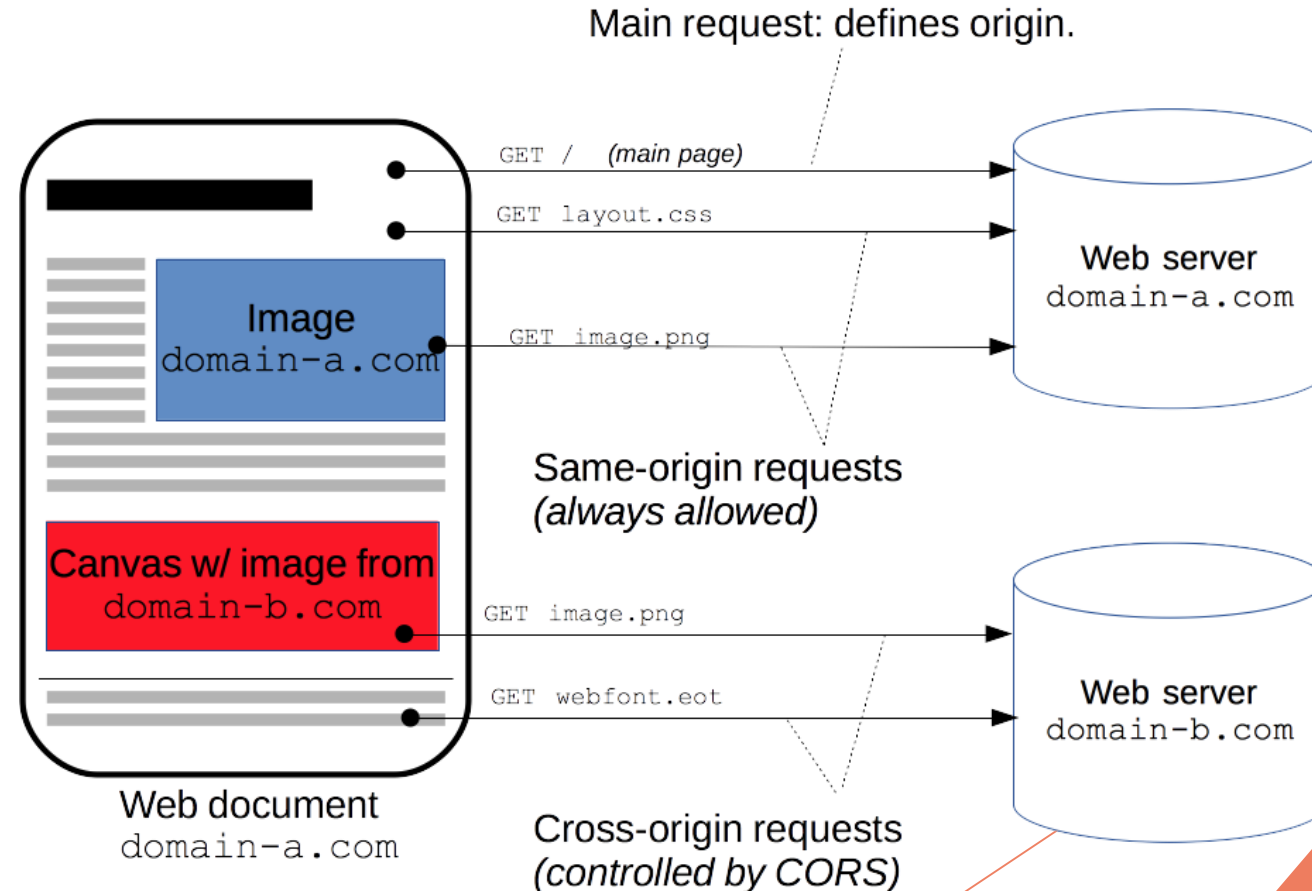 Main request: defines origin.
GET / (main page)
GET layout.css
Image
domain-a.com
GET image.png
Web server
domain-a.com
Same-origin requests
(always allowed)
Canvas w/ image from
domain-b.com
GET image.png
GET webfont.eot
Web server
domain-b.com
Web document
domain-a.com
Cross-origin requests
(controlled by CORS)